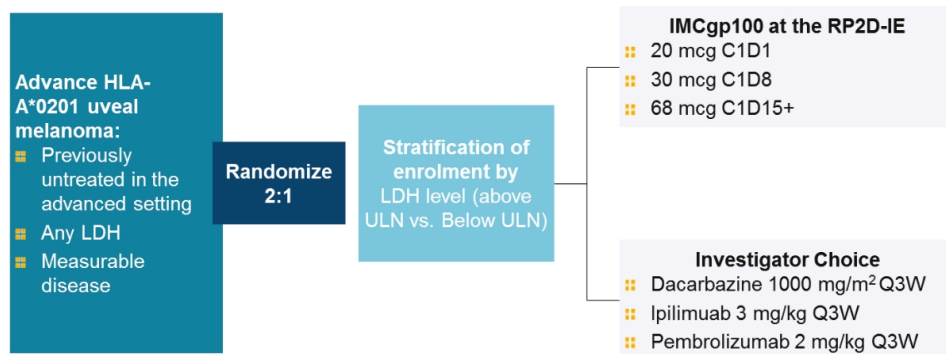 Advance HLA-
A*0201 uveal
melanoma:
Previously
untreated in the
advanced setting
Any LDH
Measurable
disease
Randomize
2:1
Stratification of
enrolment by
LDH level (above
ULN vs. Below ULN)
IMCgp100 at the RP2D-IE
20 mcg C1D1
30 mcg C1D8
68 mcg C1D15+
Investigator Choice
Dacarbazine 1000 mg/m² Q3W
Ipilimuab 3 mg/kg Q3W
Pembrolizumab 2 mg/kg Q3W